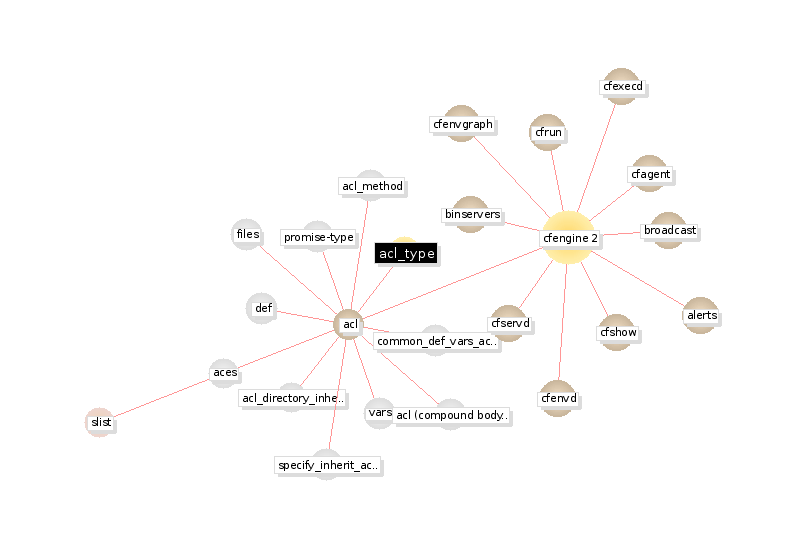 cfexecd
cfenvgraph
cfrun
cfagent
acl_method
binservers
broadcast
files
promise-type
cfengine 2
acl_type
def
alerts
acl
cfservd
cfshow
common_def_vars_ac..
aces
acl_directory_inhe..
cfenvd
vars
acl (compound body..
slist
specify_inherit_ac..